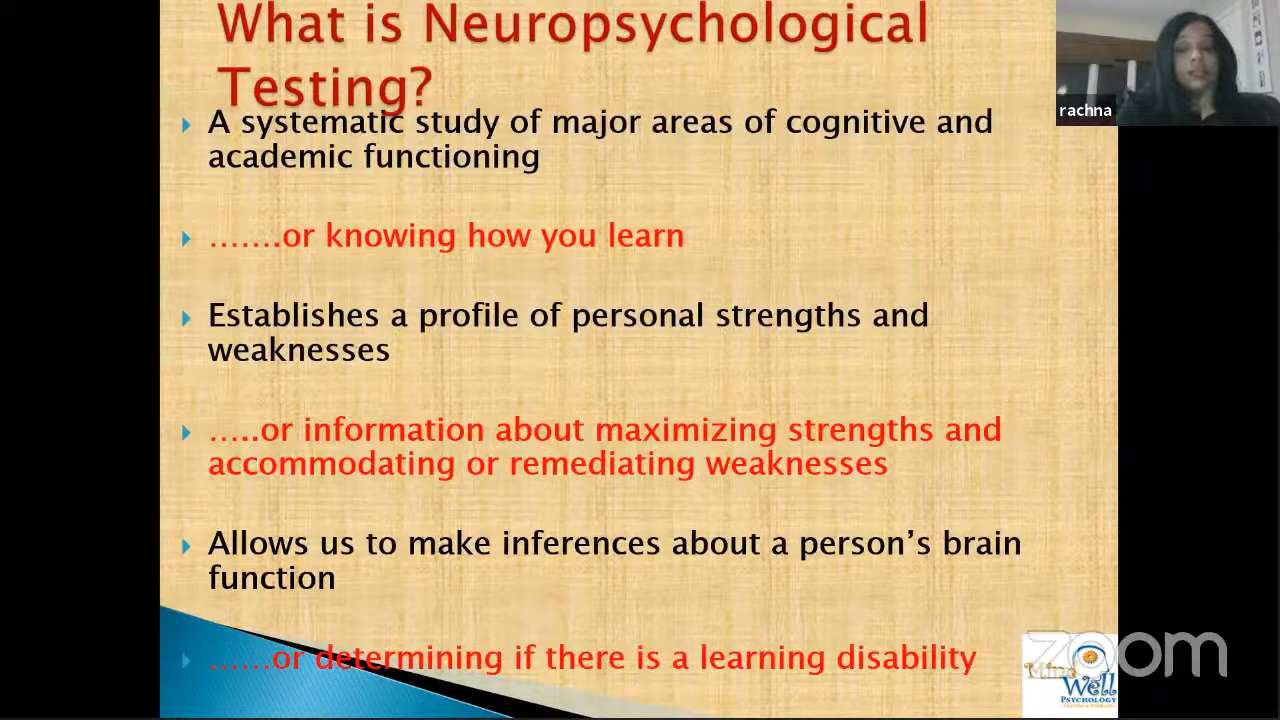 What is Neuropsychological
Testing?
rachna
A systematic study of major areas of cognitive and
academic functioning
.......or knowing how you learn
Establishes a profile of personal strengths and
weaknesses
…..or information about maximizing strengths and
accommodating or remediating weaknesses
Allows us to make inferences about a person’s brain
function
……or determining if there is a learning disability
zoom
Mind
Well
PSYCHOLOGY